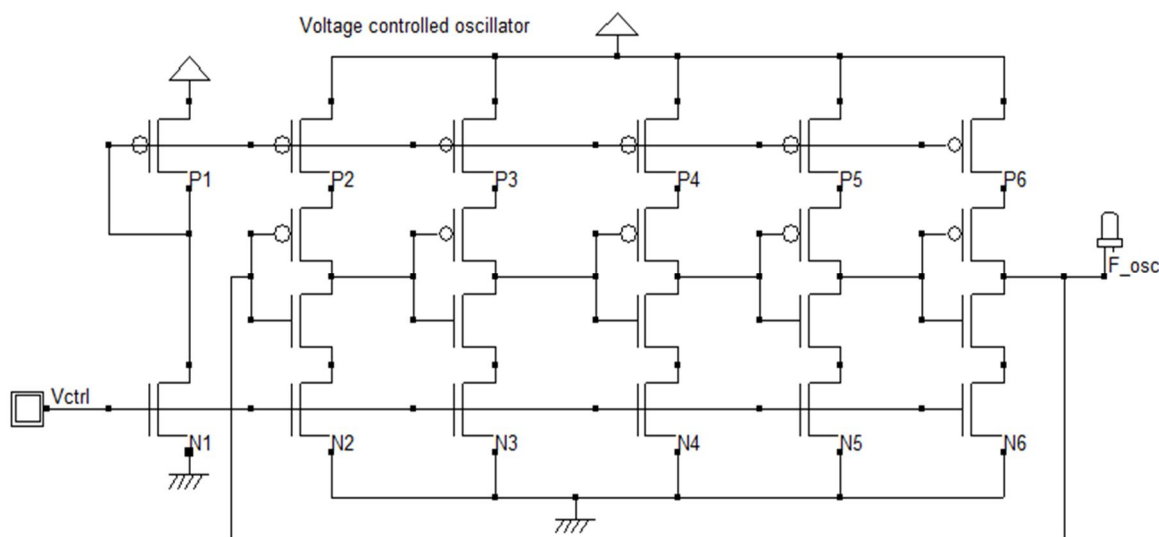 Voltage controlled oscillator
P1 P2 P3 P4 P5 P6
F_osc
Vctrl
N1 N2 N3 N4 N5 N6